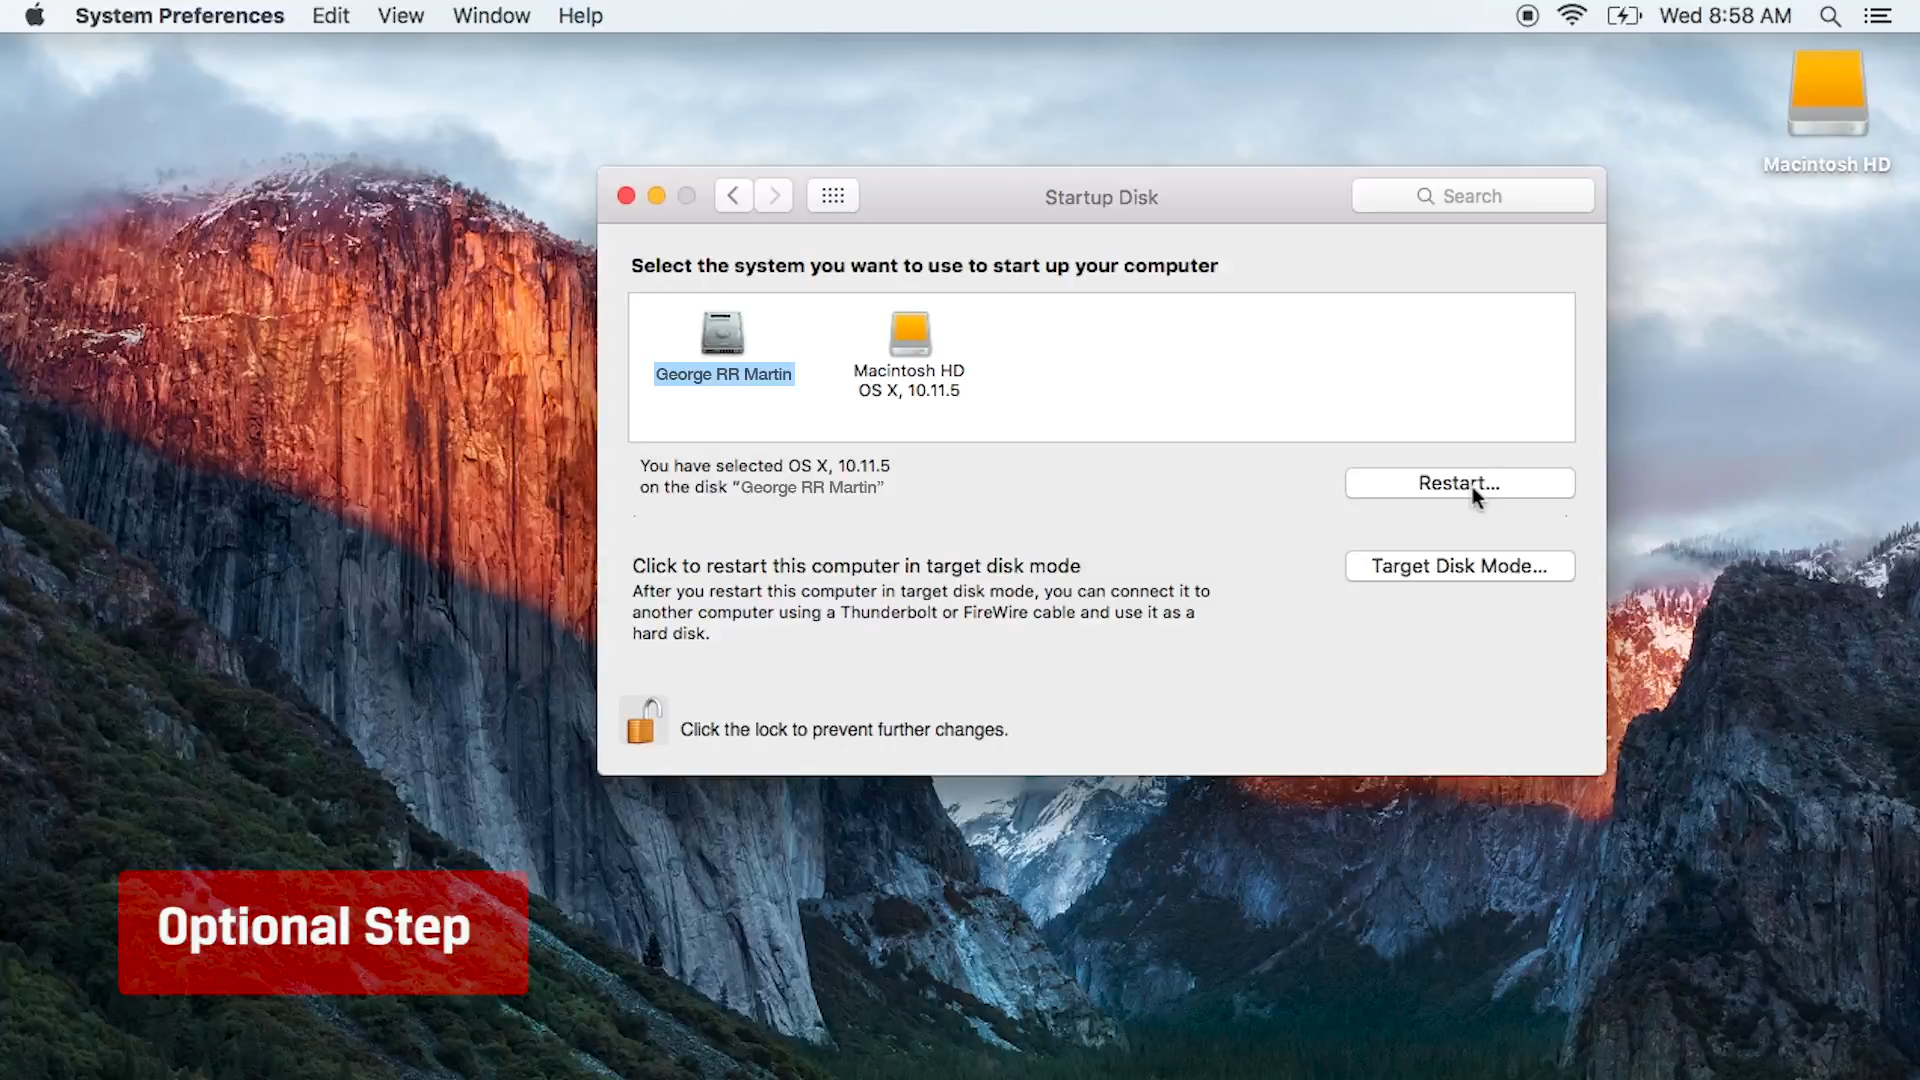 System Preferences Edit View Window Help Wed 8:58 AM
Macintosh HD
Startup Disk
Search
Select the system you want to use to start up your computer
George RR Martin
Macintosh HD
OS X, 10.11.5
You have selected OS X, 10.11.5
on the disk “George RR Martin”
Restart...
Click to restart this computer in target disk mode
Target Disk Mode...
After you restart this computer in target disk mode, you can connect it to
another computer using a Thunderbolt or FireWire cable and use it as a
hard disk.
Click the lock to prevent further changes.
Optional Step